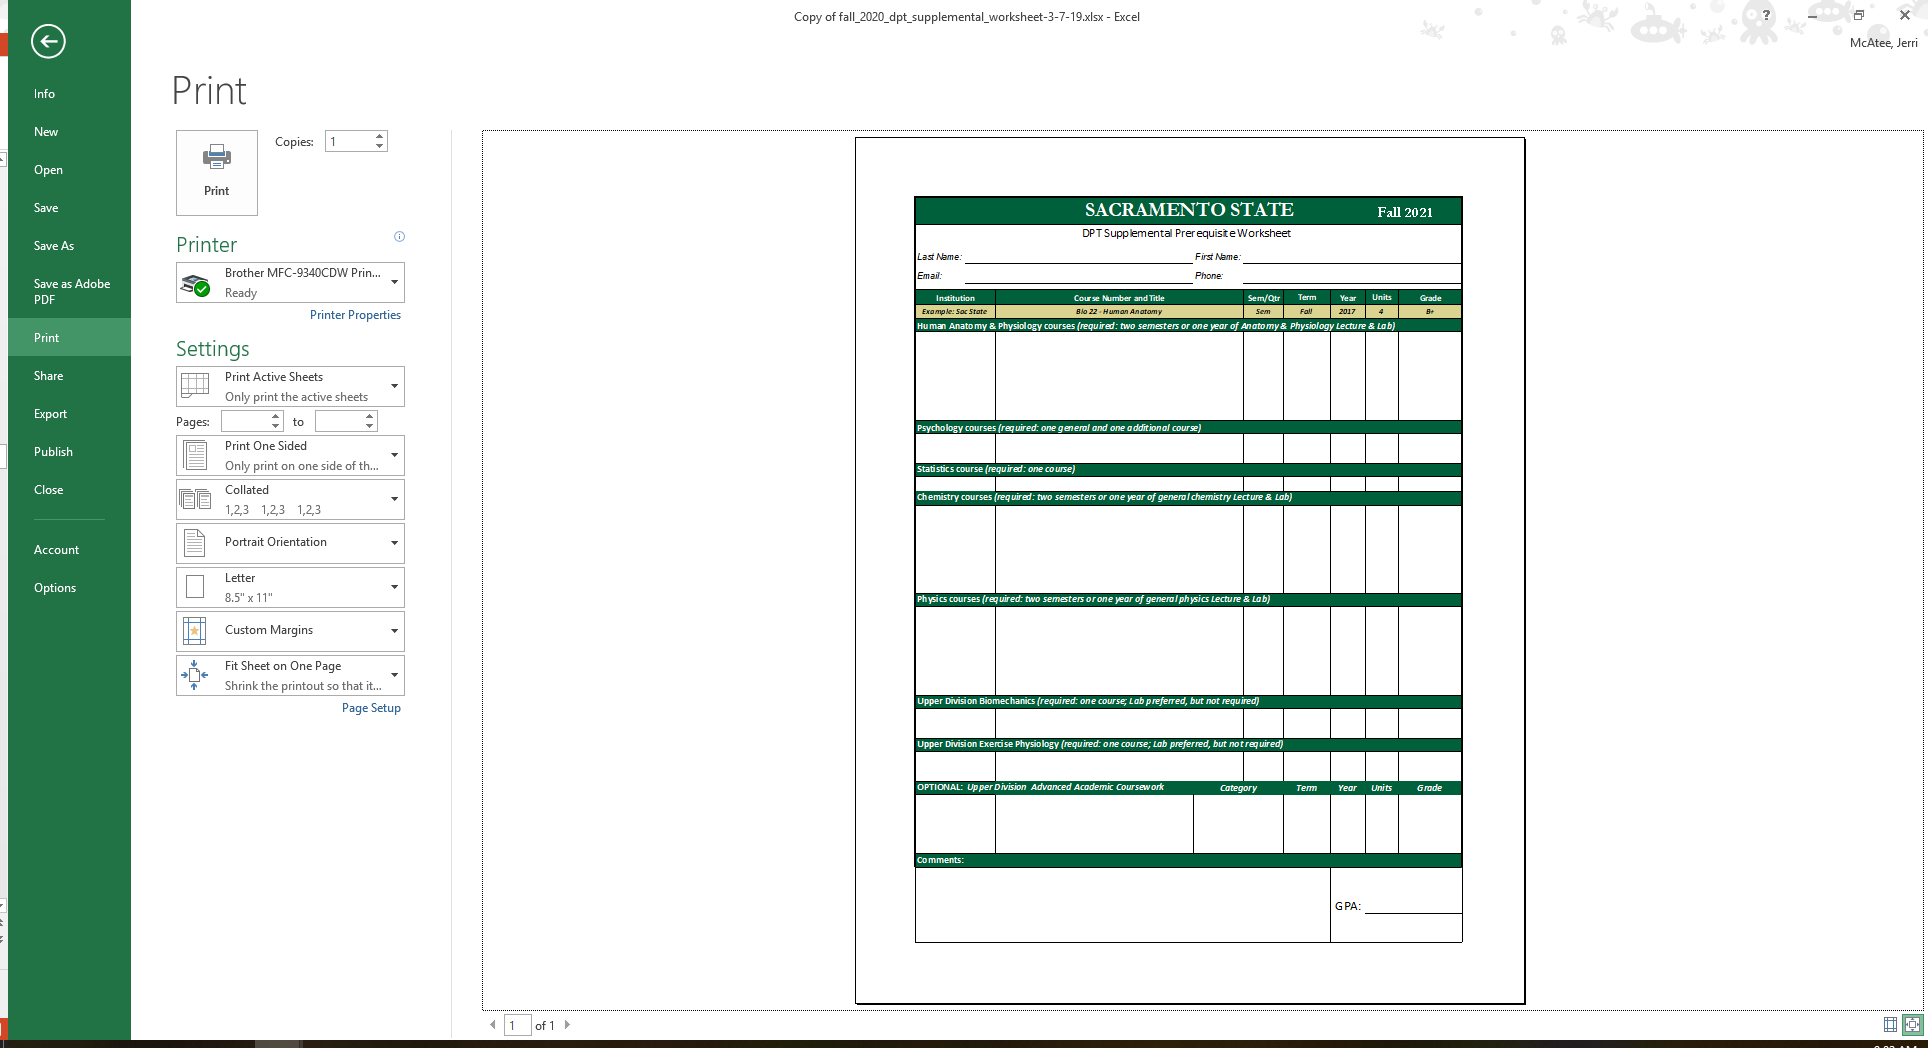 Copy of fall_2020_dpt_supplemental_worksheet-3-7-19.xlsx - Excel
?
McAtee, Jerri
Info
New
Open
Save
Save As
Save as Adobe
PDF
Print
Share
Export
Publish
Close
Account
Options
Print
Print
Copies: 1
Printer
Brother MFC-9340CDW Prin...
Ready
Printer Properties
Settings
Print Active Sheets
Only print the active sheets
Pages: to
Print One Sided
Only print on one side of th...
Collated
1,2,3 1,2,3 1,2,3
Portrait Orientation
Letter
8.5" x 11"
Custom Margins
Fit Sheet on One Page
Shrink the printout so that it...
Page Setup
SACRAMENTO STATE Fall 2021
DPT Supplemental Prerequisite Worksheet
Last Name: First Name:
Email: Phone:
Institution Course Number and Title Sem/Qtr Term Year Units Grade
Example: Sac State Bio 22 - Human Anatomy Sem Fall 2017 4 B+
Human Anatomy & Physiology courses (required: two semesters or one year of Anatomy & Physiology Lecture & Lab)
Psychology courses (required: one general and one additional course)
Statistics course (required: one course)
Chemistry courses (required: two semesters or one year of general chemistry Lecture & Lab)
Physics courses (required: two semesters or one year of general physics Lecture & Lab)
Upper Division Biomechanics (required: one course; Lab preferred, but not required)
Upper Division Exercise Physiology (required: one course; Lab preferred, but not required)
OPTIONAL: Upper Division Advanced Academic Coursework Category Term Year Units Grade
Comments:
GPA:
1 of 1